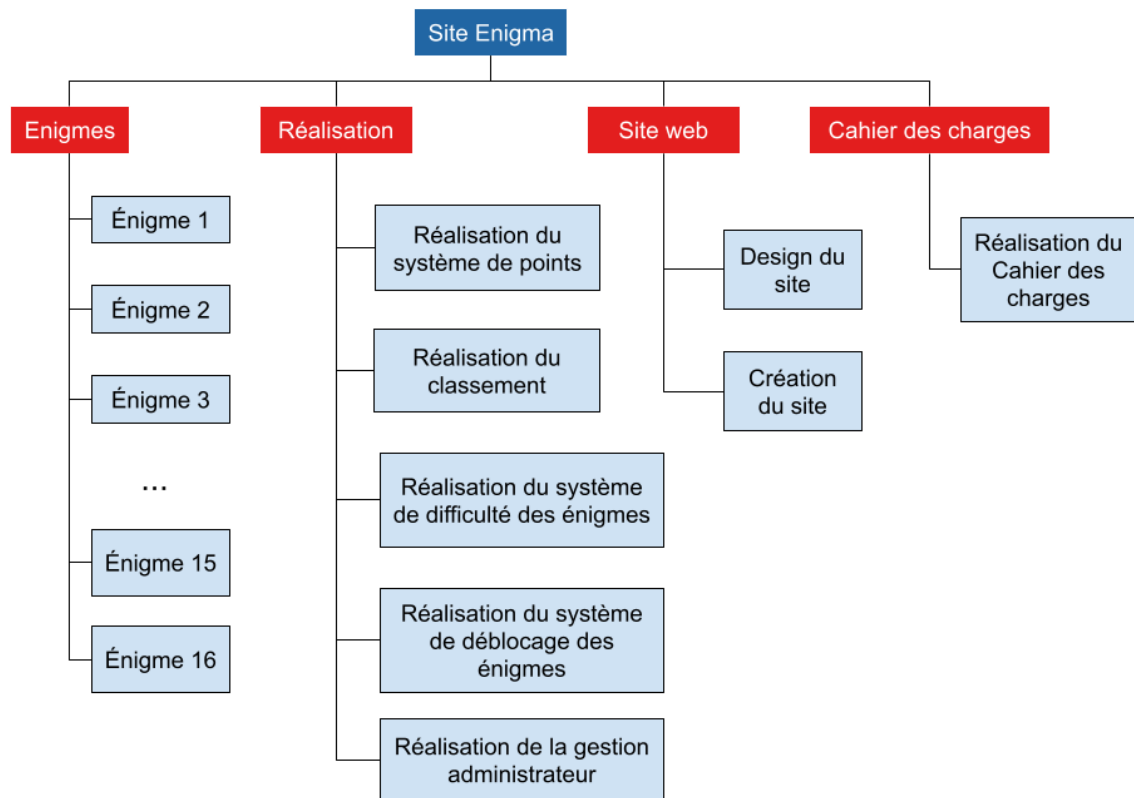 Site Enigma
Enigmes
Réalisation
Site web
Cahier des charges
Énigme 1
Énigme 2
Énigme 3
...
Énigme 15
Énigme 16
Réalisation du
système de points
Réalisation du
classement
Réalisation du système
de difficulté des énigmes
Réalisation du système
de déblocage des
énigmes
Réalisation de la gestion
administrateur
Design du
site
Création
du site
Réalisation du
Cahier des
charges